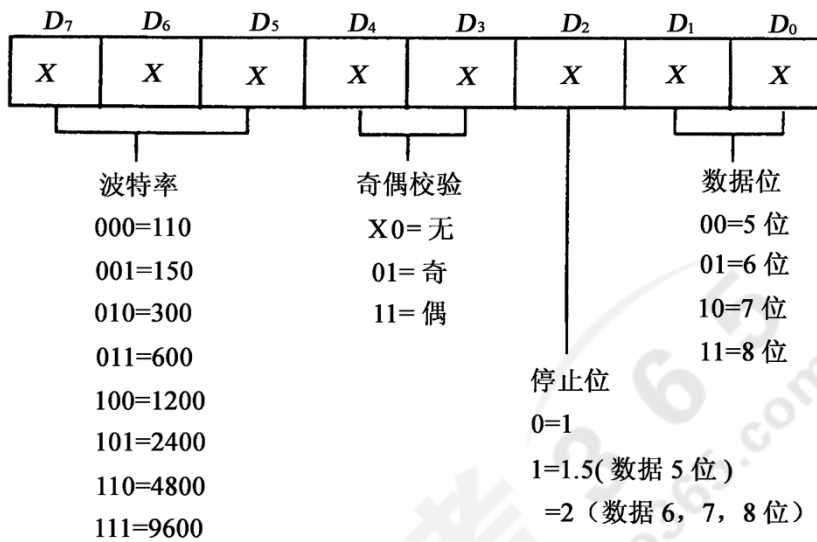 D₇ D₆ D₅ D₄ D₃ D₂ D₁ D₀
X X X X X X X X
波特率 奇偶校验 数据位
000=110 X0=无 00=5 位
001=150 01=奇 01=6 位
010=300 11=偶 10=7 位
011=600 11=8 位
100=1200 停止位
101=2400 0=1
110=4800 1=1.5( 数据 5 位 )
111=9600 =2（数据 6，7，8 位）